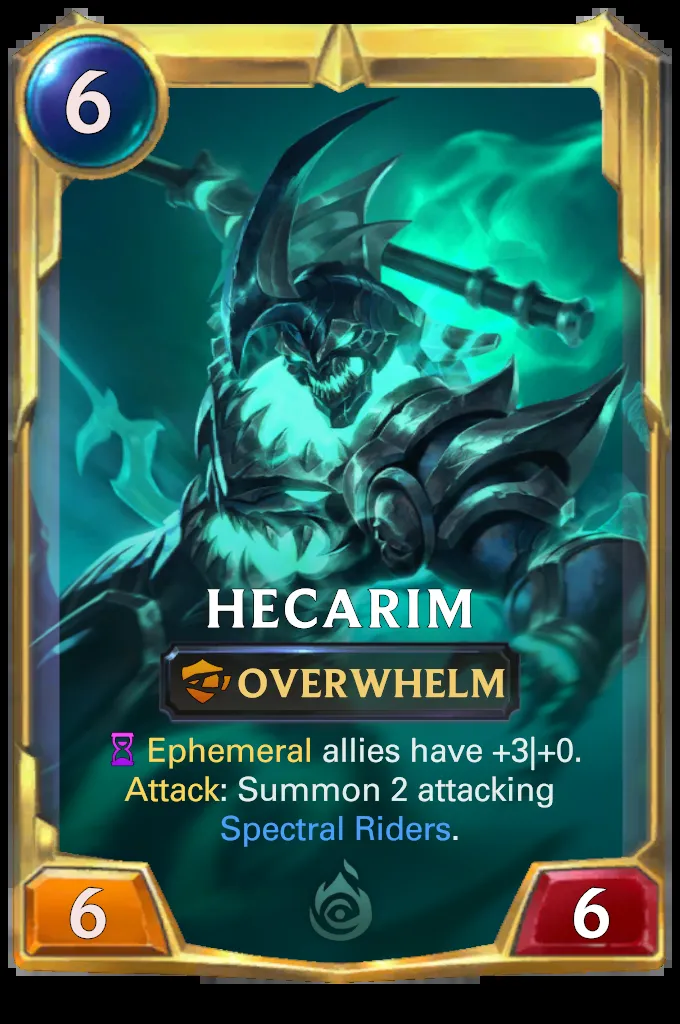 6
HECARIM
OVERWHELM
Ephemeral allies have +3|+0.
Attack: Summon 2 attacking
Spectral Riders.
6 6